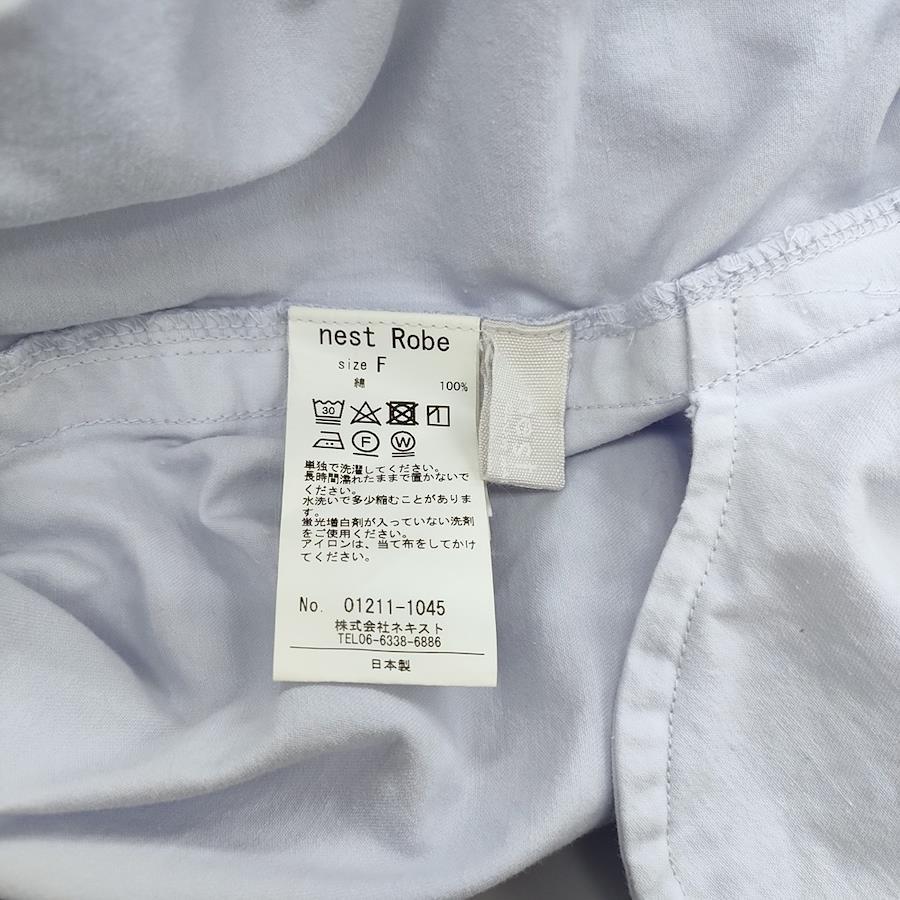 nest Robe
size F
綿 100%
30
F W
単独で洗濯してください。
長時間濡れたままで置かないで
ください。
水洗いで多少縮むことがありま
す。
蛍光増白剤が入っていない洗剤
をご使用ください。
アイロンは、当て布をしてかけ
てください。
No. 01211-1045
株式会社ネキスト
TEL06-6338-6886
日本製